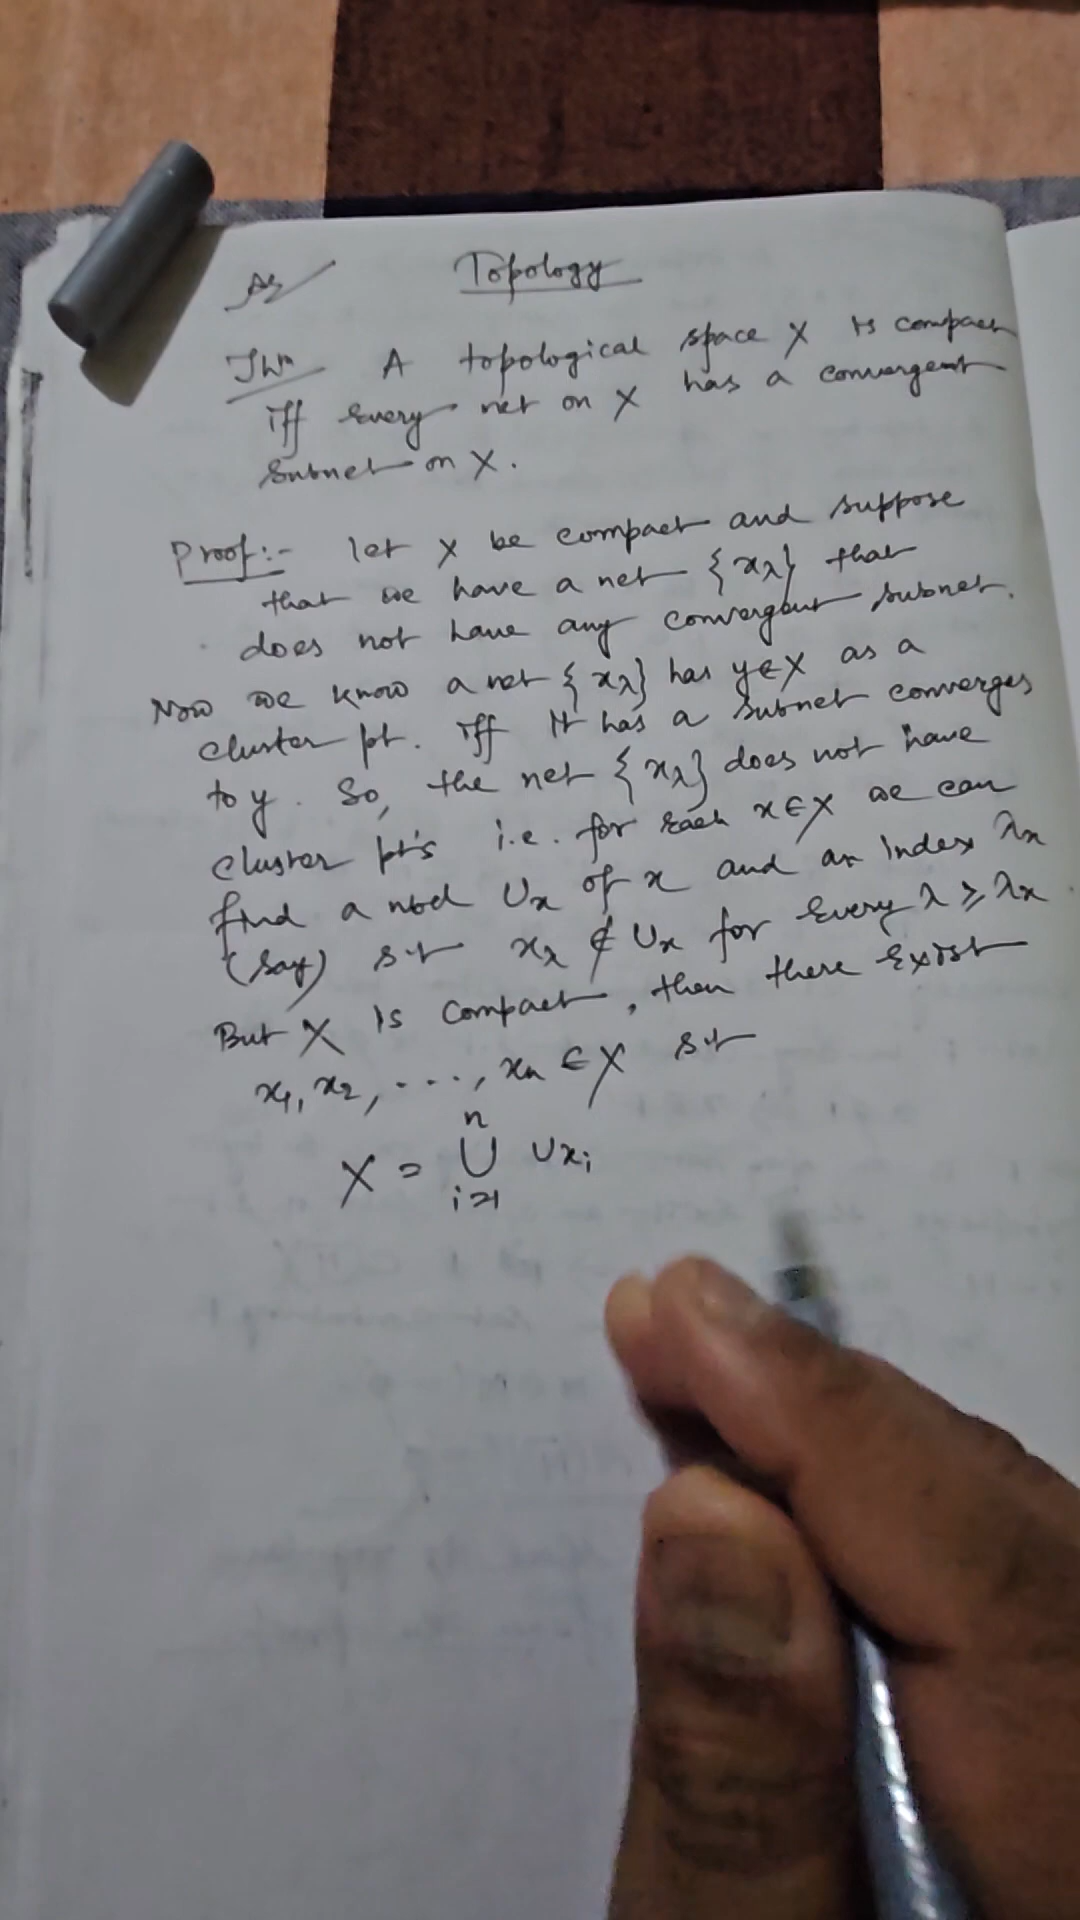 Topology
Thm A topological space X is compact
iff every net on X has a convergent
subnet on X.
Proof:- let X be compact and suppose
that we have a net {xλ} that
does not have any convergent subnet.
Now we know a net {xλ} has y∈X as a
cluster pt. iff it has a subnet converges
to y. So, the net {xλ} does not have
cluster pt's i.e. for each x∈X we can
find a nbd Ux of x and an index λx
(say) s.t xλ ∉ Ux for every λ ≥ λx
But X is compact, then there exist
x1, x2, ...., xn ∈ X s.t
n
X = ∪ Uxi
i=1